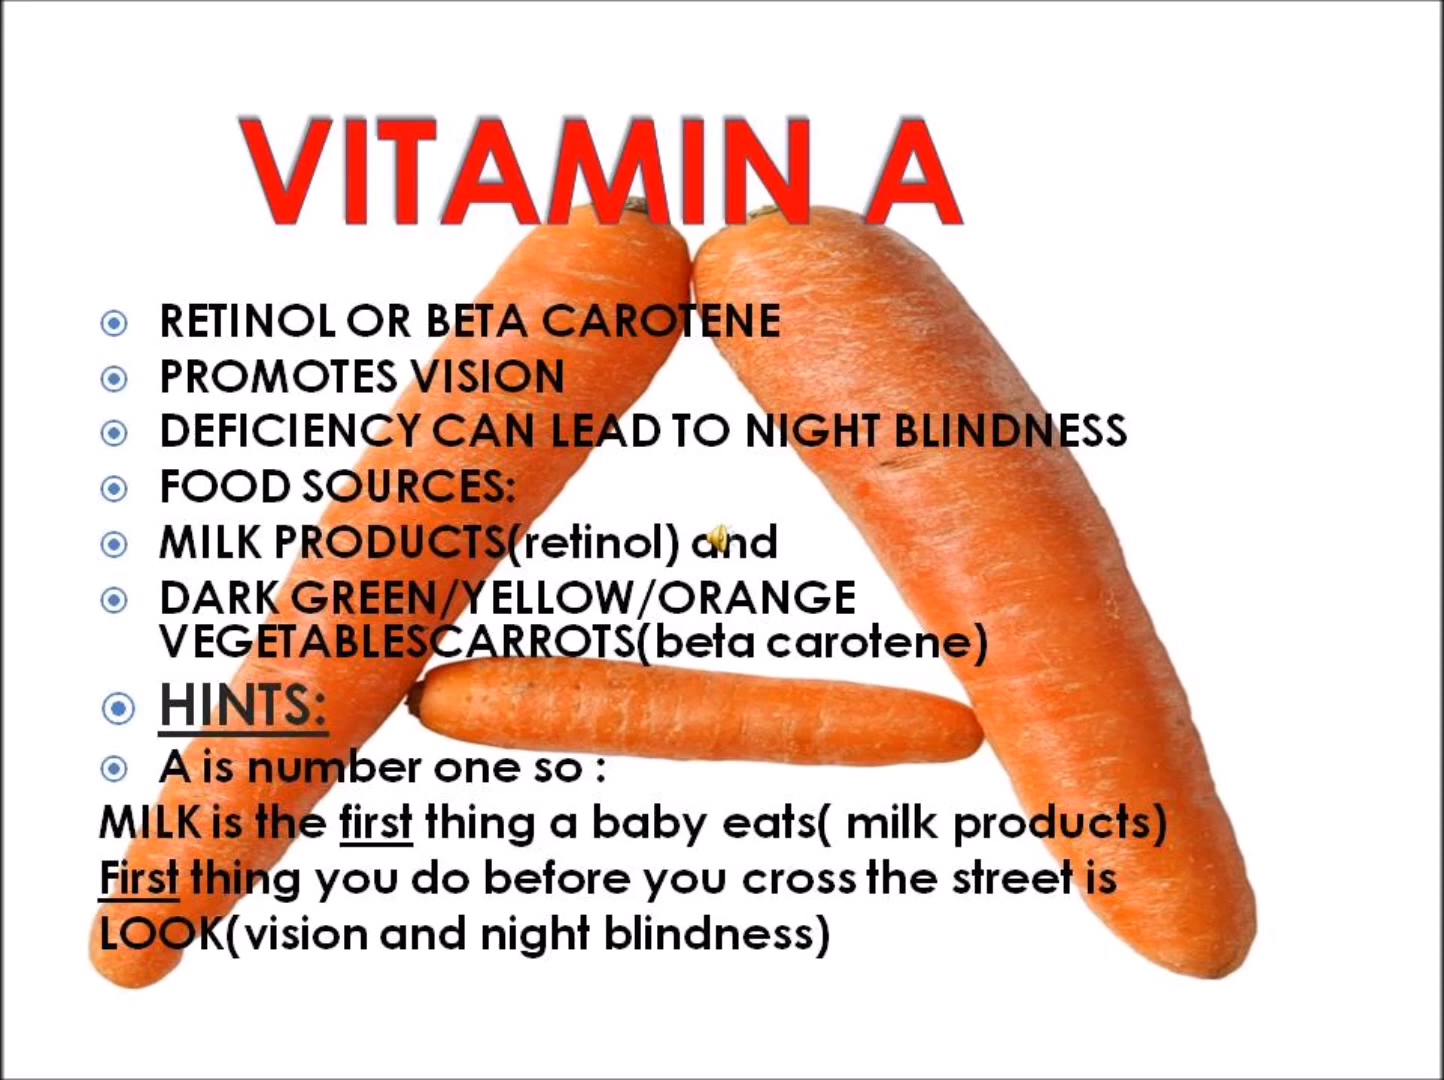 VITAMIN A
RETINOL OR BETA CAROTENE
PROMOTES VISION
DEFICIENCY CAN LEAD TO NIGHT BLINDNESS
FOOD SOURCES:
MILK PRODUCTS(retinol) and
DARK GREEN/YELLOW/ORANGE
VEGETABLESCARROTS(beta carotene)
HINTS:
A is number one so :
MILK is the first thing a baby eats( milk products)
First thing you do before you cross the street is
LOOK(vision and night blindness)